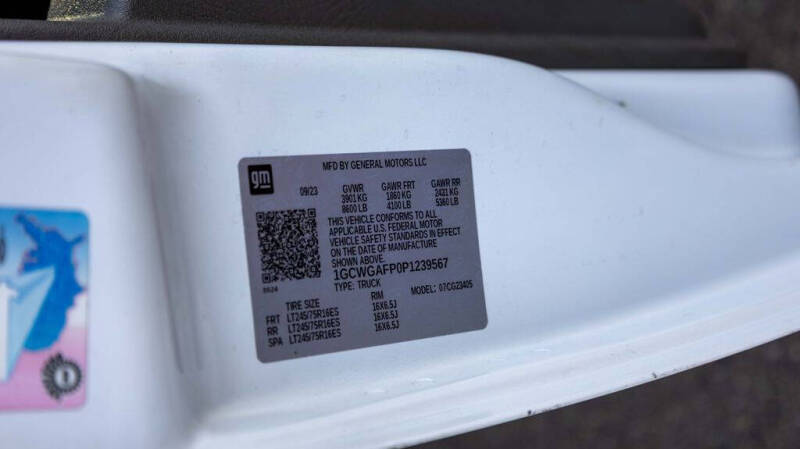 gm
MFD BY GENERAL MOTORS LLC
09/23 GVWR GAWR FRT GAWR RR
3901 KG 1860 KG 2431 KG
8600 LB 4100 LB 5360 LB
THIS VEHICLE CONFORMS TO ALL
APPLICABLE U.S. FEDERAL MOTOR
VEHICLE SAFETY STANDARDS IN EFFECT
ON THE DATE OF MANUFACTURE
SHOWN ABOVE.
1GCWGAFP0P1239567
TYPE: TRUCK MODEL: 07CG23405
TIRE SIZE RIM
FRT LT245/75R16ES 16X6.5J
RR LT245/75R16ES 16X6.5J
SPA LT245/75R16ES 16X6.5J